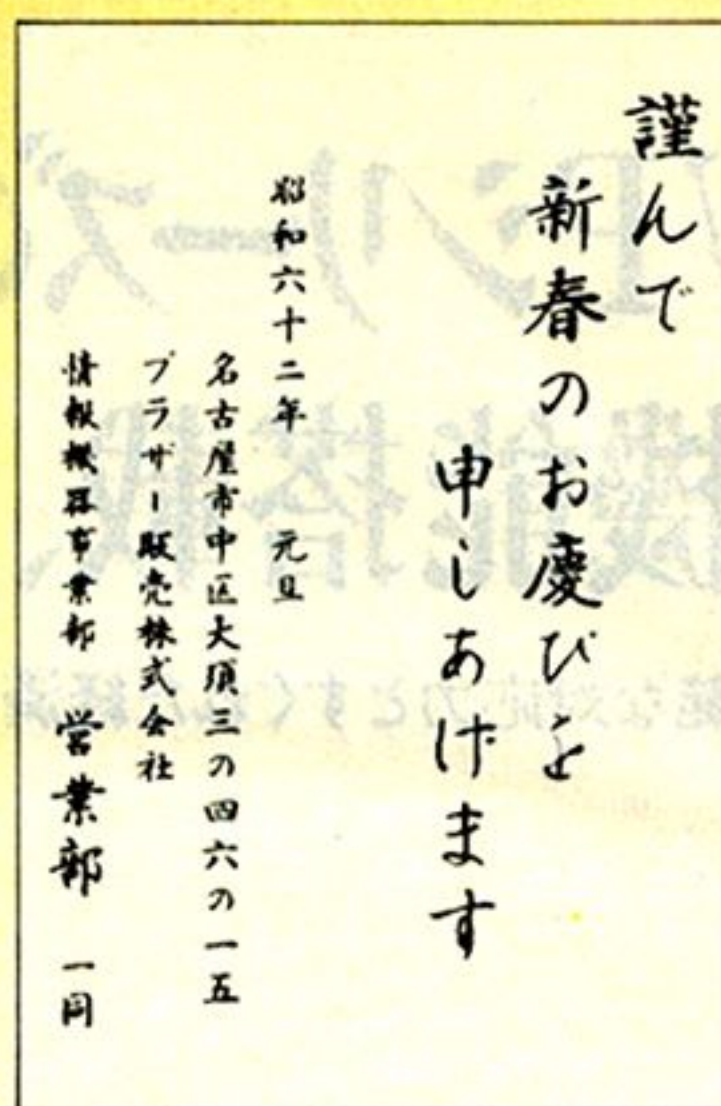 謹んで
新春のお慶びを
申しあげます
昭和六十二年 元旦
名古屋市中区大須三の四六の一五
ブラザー販売株式会社
情報機器事業部 営業部 一同